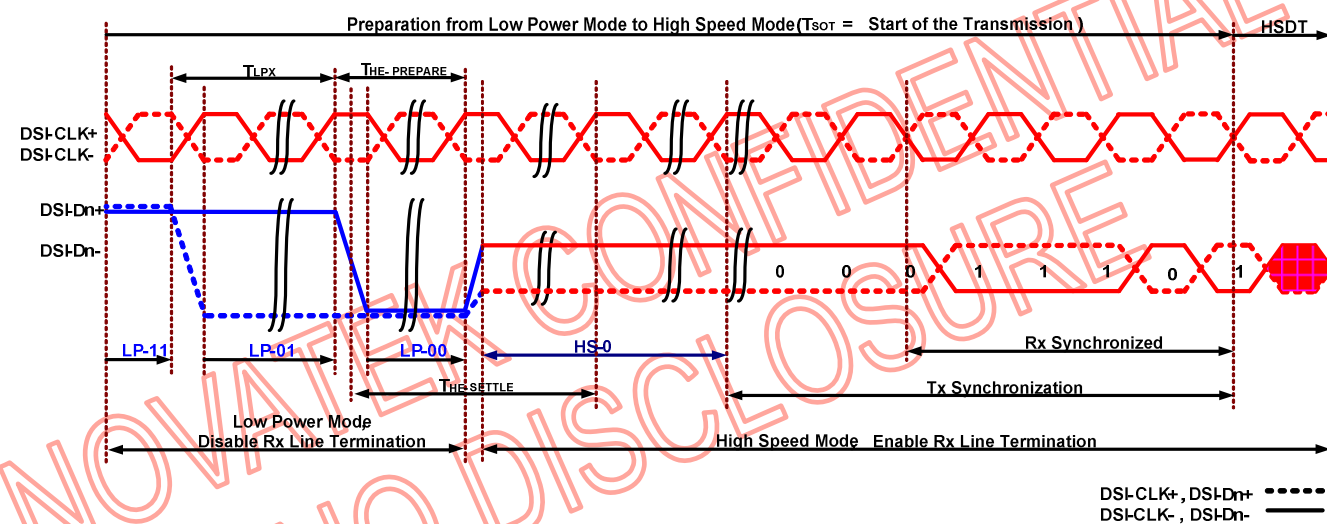 Preparation from Low Power Mode to High Speed Mode(TSOT = Start of the Transmission )
HSDT
TLPX
THE- PREPARE
DSI-CLK+
DSI-CLK-
DSI-Dn+
DSI-Dn-
0 0 0 1 1 1 0 1
LP-11
LP-01
LP-00
HS-0
Rx Synchronized
THE-SETTLE
Tx Synchronization
Low Power Mode,
Disable Rx Line Termination
High Speed Mode Enable Rx Line Termination
DSI-CLK+ , DSI-Dn+
DSI-CLK- , DSI-Dn-
NOVATEK CONFIDENTIAL
NO DISCLOSURE